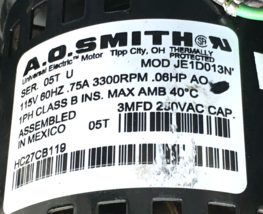 A.O.SMITH
Universal Electric™ Motor Tipp City, OH THERMALLY
PROTECTED
SER. 05T U MOD JE1D013N
115V 60HZ .75A 3300RPM .06HP AO
1PH CLASS B INS. MAX AMB 40°C
ASSEMBLED 3MFD 250VAC CAP.
IN MEXICO 05T
HC27CB119